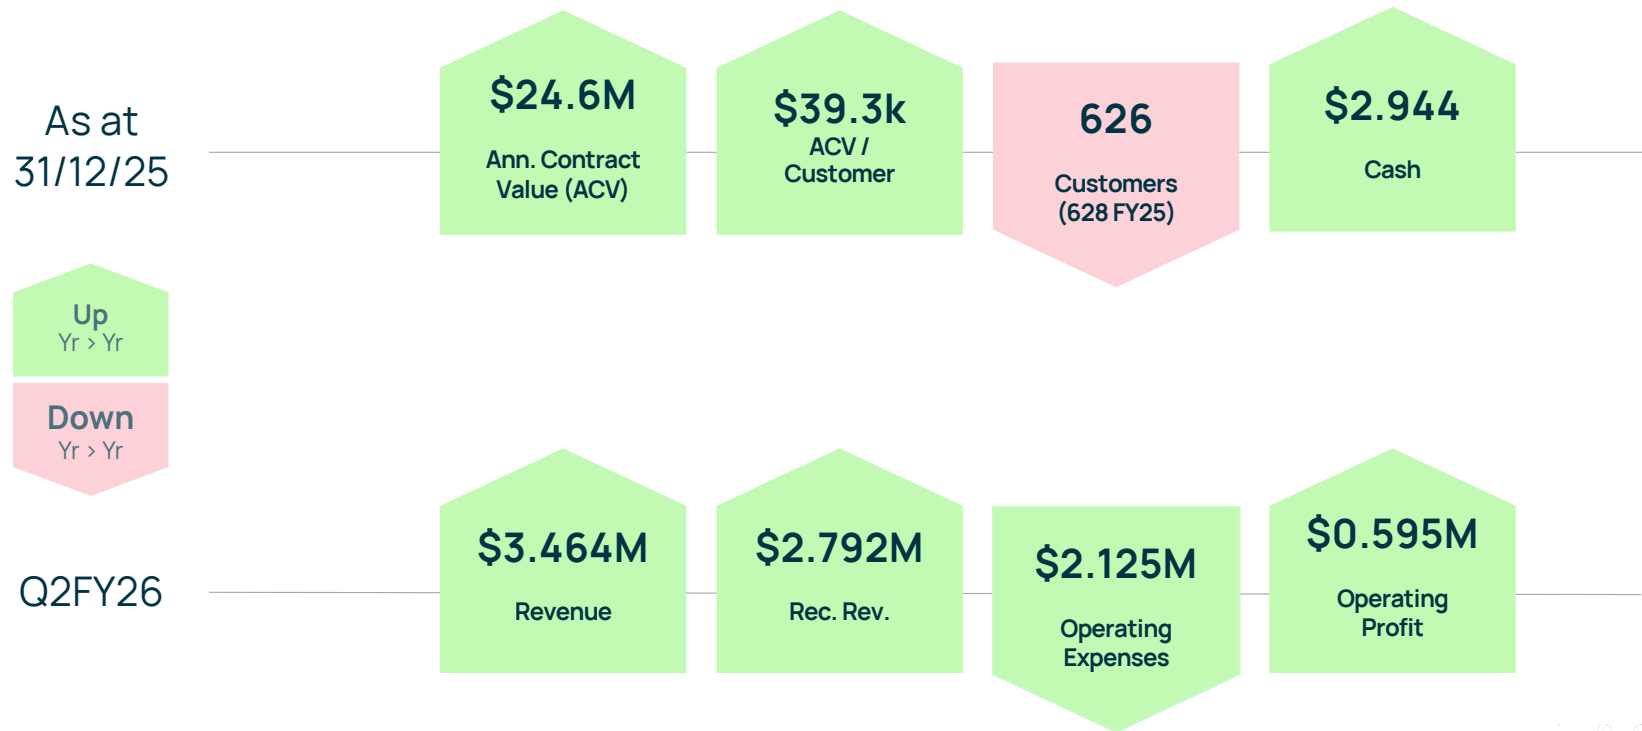 As at
31/12/25
$24.6M
Ann. Contract
Value (ACV)
$39.3k
ACV /
Customer
626
Customers
(628 FY25)
$2.944
Cash
Up
Yr > Yr
Down
Yr > Yr
Q2FY26
$3.464M
Revenue
$2.792M
Rec. Rev.
$2.125M
Operating
Expenses
$0.595M
Operating
Profit